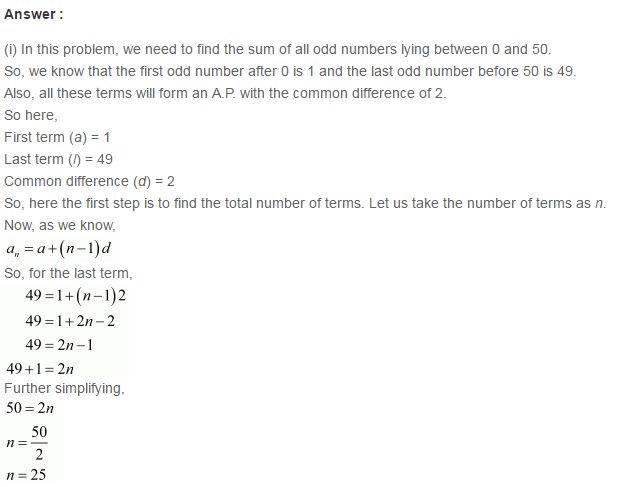 Answer :
(i) In this problem, we need to find the sum of all odd numbers lying between 0 and 50.
So, we know that the first odd number after 0 is 1 and the last odd number before 50 is 49.
Also, all these terms will form an A.P. with the common difference of 2.
So here,
First term (a) = 1
Last term (l) = 49
Common difference (d) = 2
So, here the first step is to find the total number of terms. Let us take the number of terms as n.
Now, as we know,
aₙ = a+(n−1)d
So, for the last term,
49 = 1+(n−1)2
49 = 1+2n−2
49 = 2n−1
49+1 = 2n
Further simplifying,
50 = 2n
n = 50/2
n = 25